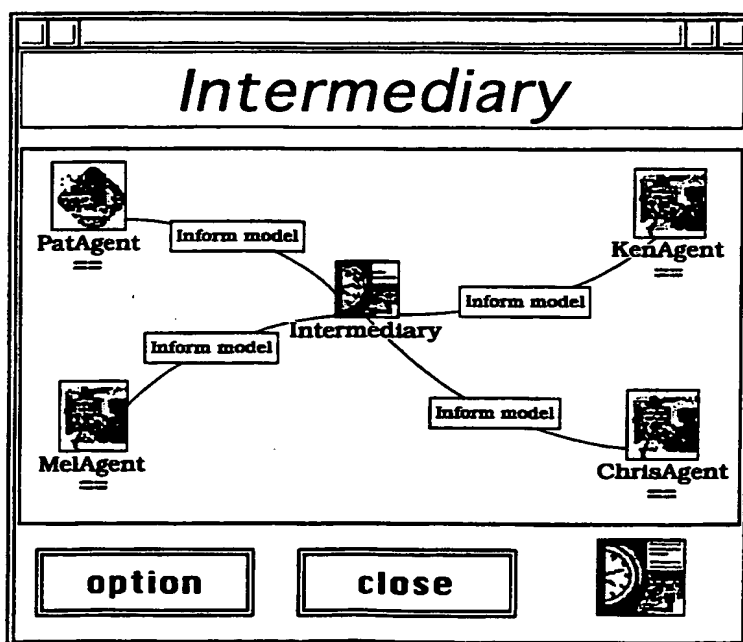 Intermediary
PatAgent
==
Inform model
KenAgent
==
Intermediary
Inform model
Inform model
MelAgent
==
Inform model
ChrisAgent
==
option
close